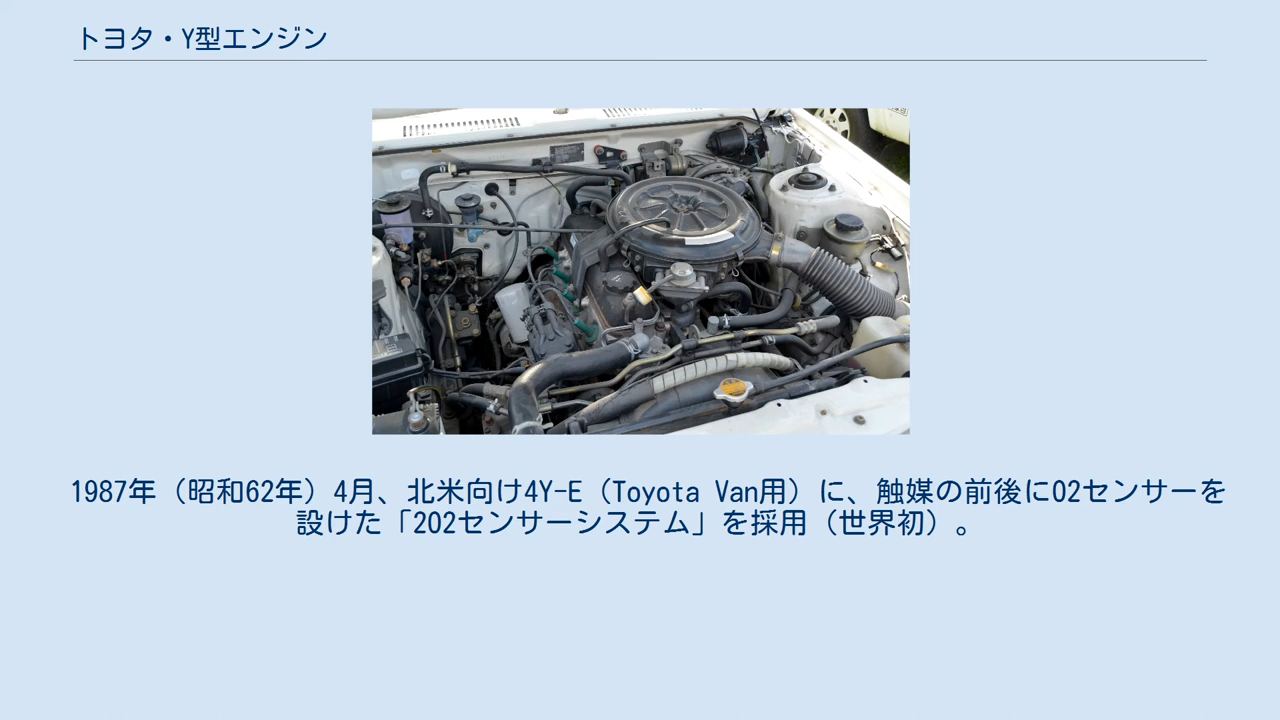 トヨタ・Y型エンジン
1987年（昭和62年）4月、北米向け4Y-E（Toyota Van用）に、触媒の前後にO2センサーを
設けた「2O2センサーシステム」を採用（世界初）。